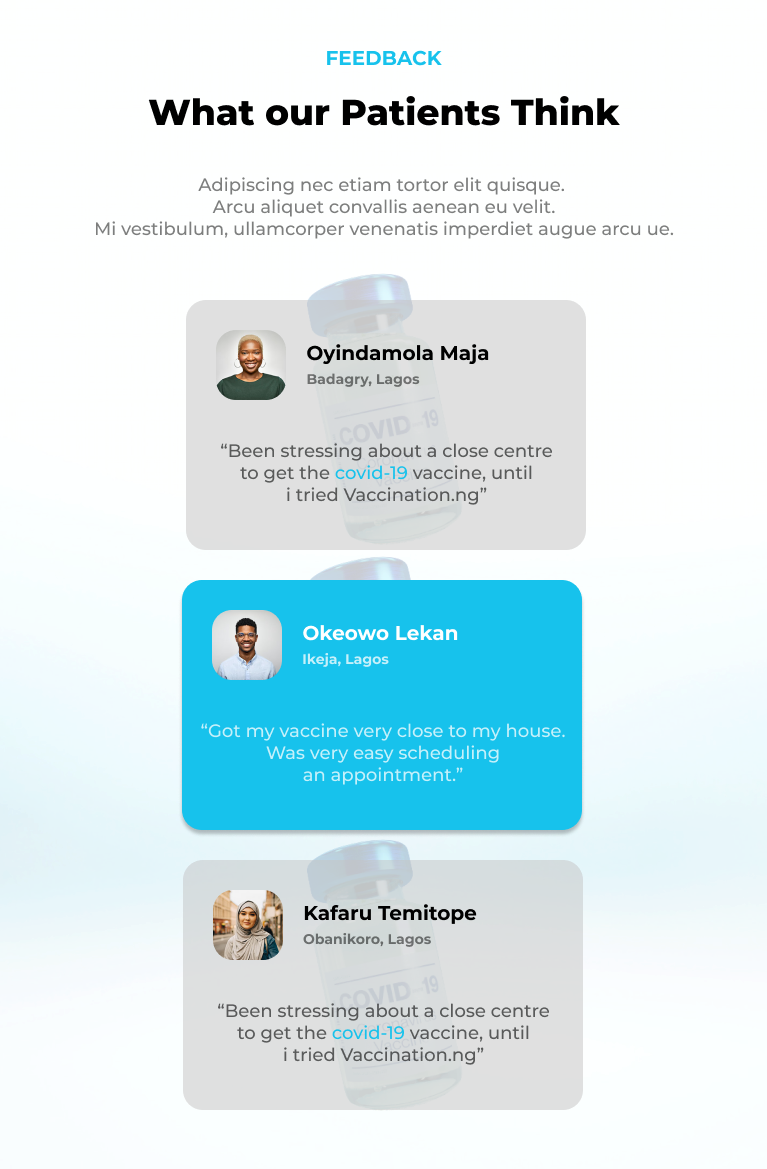 FEEDBACK
What our Patients Think
Adipiscing nec etiam tortor elit quisque.
Arcu aliquet convallis aenean eu velit.
Mi vestibulum, ullamcorper venenatis imperdiet augue arcu ue.
Oyindamola Maja
Badagry, Lagos
COVID-19
“Been stressing about a close centre
to get the covid-19 vaccine, until
i tried Vaccination.ng”
Okeowo Lekan
Ikeja, Lagos
“Got my vaccine very close to my house.
Was very easy scheduling
an appointment.”
Kafaru Temitope
Obanikoro, Lagos
COVID-19
“Been stressing about a close centre
to get the covid-19 vaccine, until
i tried Vaccination.ng”